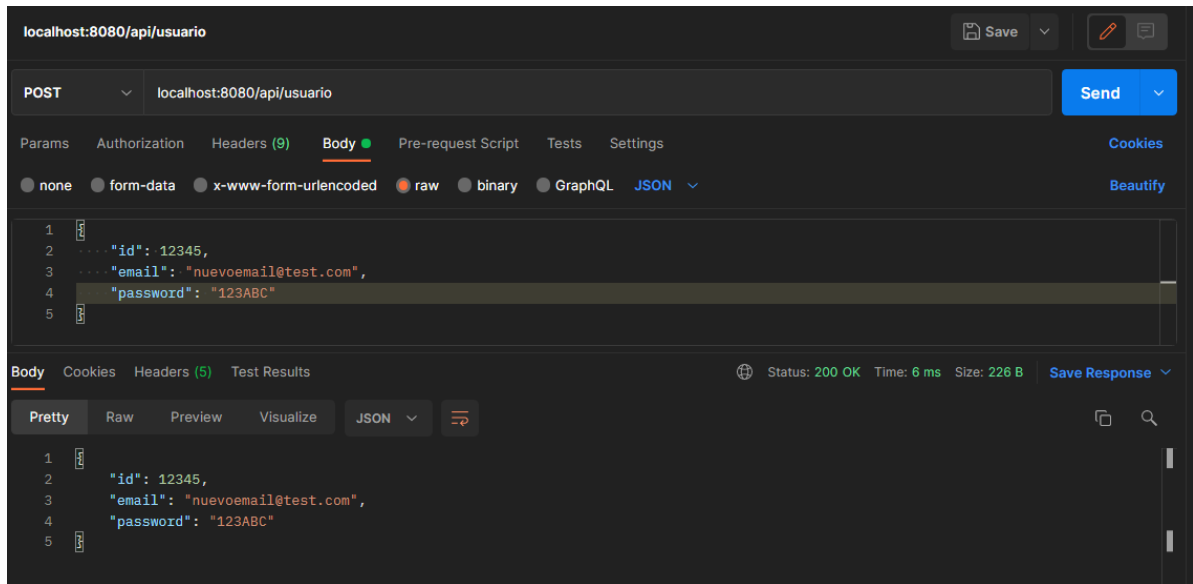 localhost:8080/api/usuario Save
POST localhost:8080/api/usuario Send
Params Authorization Headers (9) Body Pre-request Script Tests Settings Cookies
none form-data x-www-form-urlencoded raw binary GraphQL JSON Beautify
1 {
2 "id": 12345,
3 "email": "nuevoemail@test.com",
4 "password": "123ABC"
5 }
Body Cookies Headers (5) Test Results Status: 200 OK Time: 6 ms Size: 226 B Save Response
Pretty Raw Preview Visualize JSON
1 {
2 "id": 12345,
3 "email": "nuevoemail@test.com",
4 "password": "123ABC"
5 }